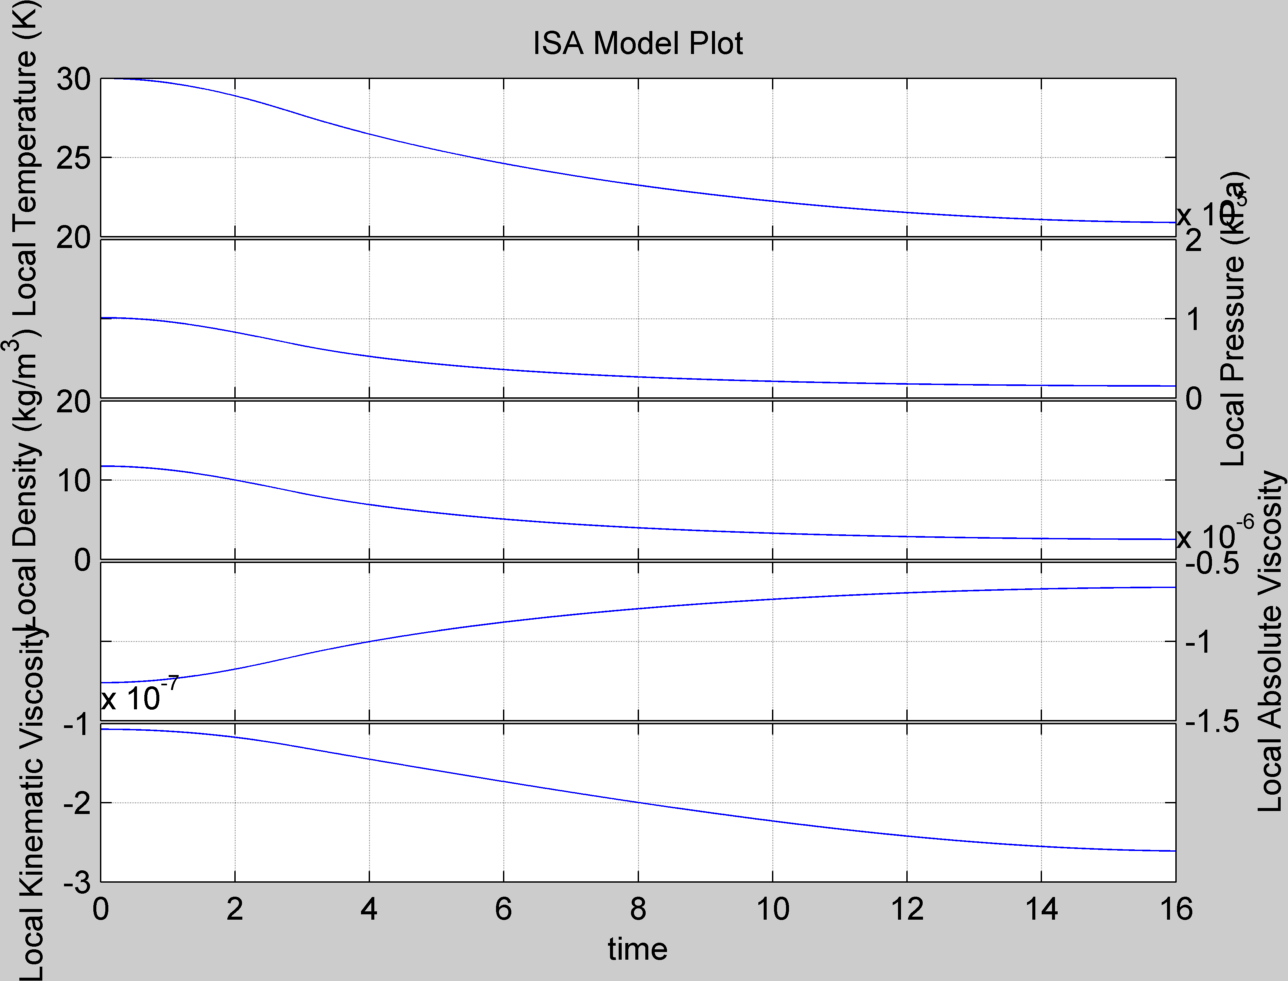 ISA Model Plot
Local Temperature (K)
30
25
20
x 10^5
Local Pressure (kPa)
2
1
0
Local Density (kg/m^3)
20
10
0
x 10^-6
Local Absolute Viscosity
-0.5
-1
-1.5
Local Kinematic Viscosity
x 10^-7
-1
-2
-3
0 2 4 6 8 10 12 14 16
time